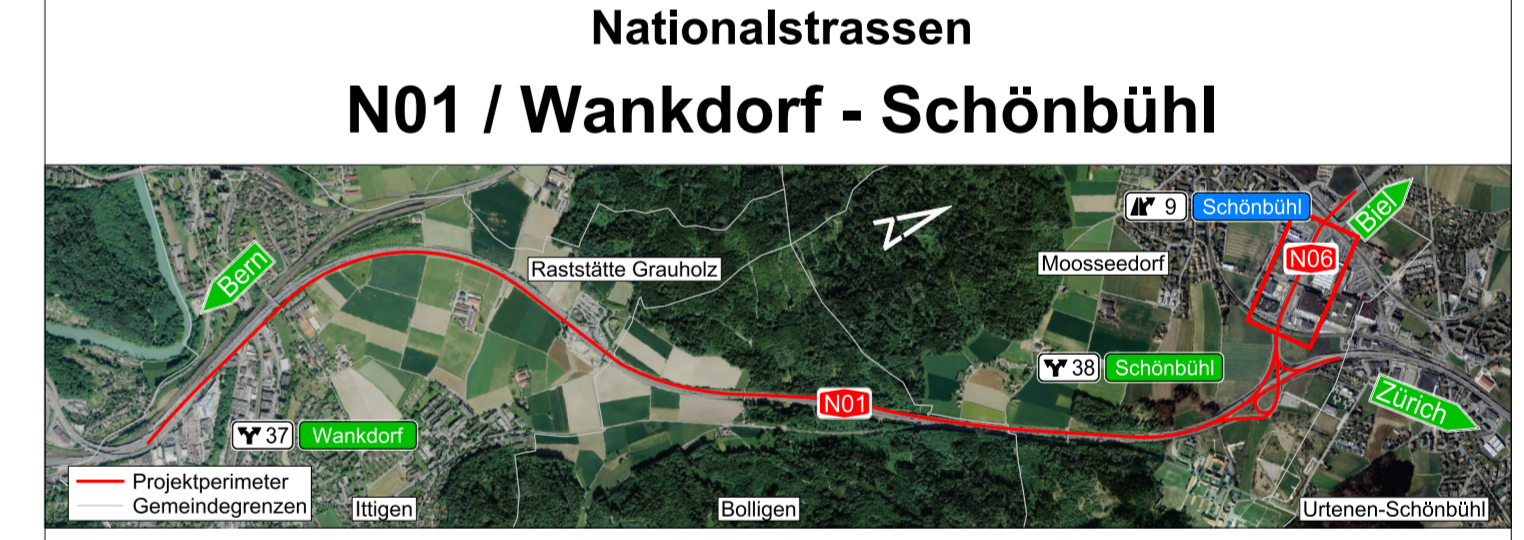 Nationalstrassen
N01 / Wankdorf - Schönbühl
Bern
Raststätte Grauholz
Z
9 Schönbühl
Biel
Moosseedorf
N06
38 Schönbühl
N01
Zürich
37 Wankdorf
Projektperimeter
Gemeindegrenzen
Ittigen
Bolligen
Urtenen-Schönbühl